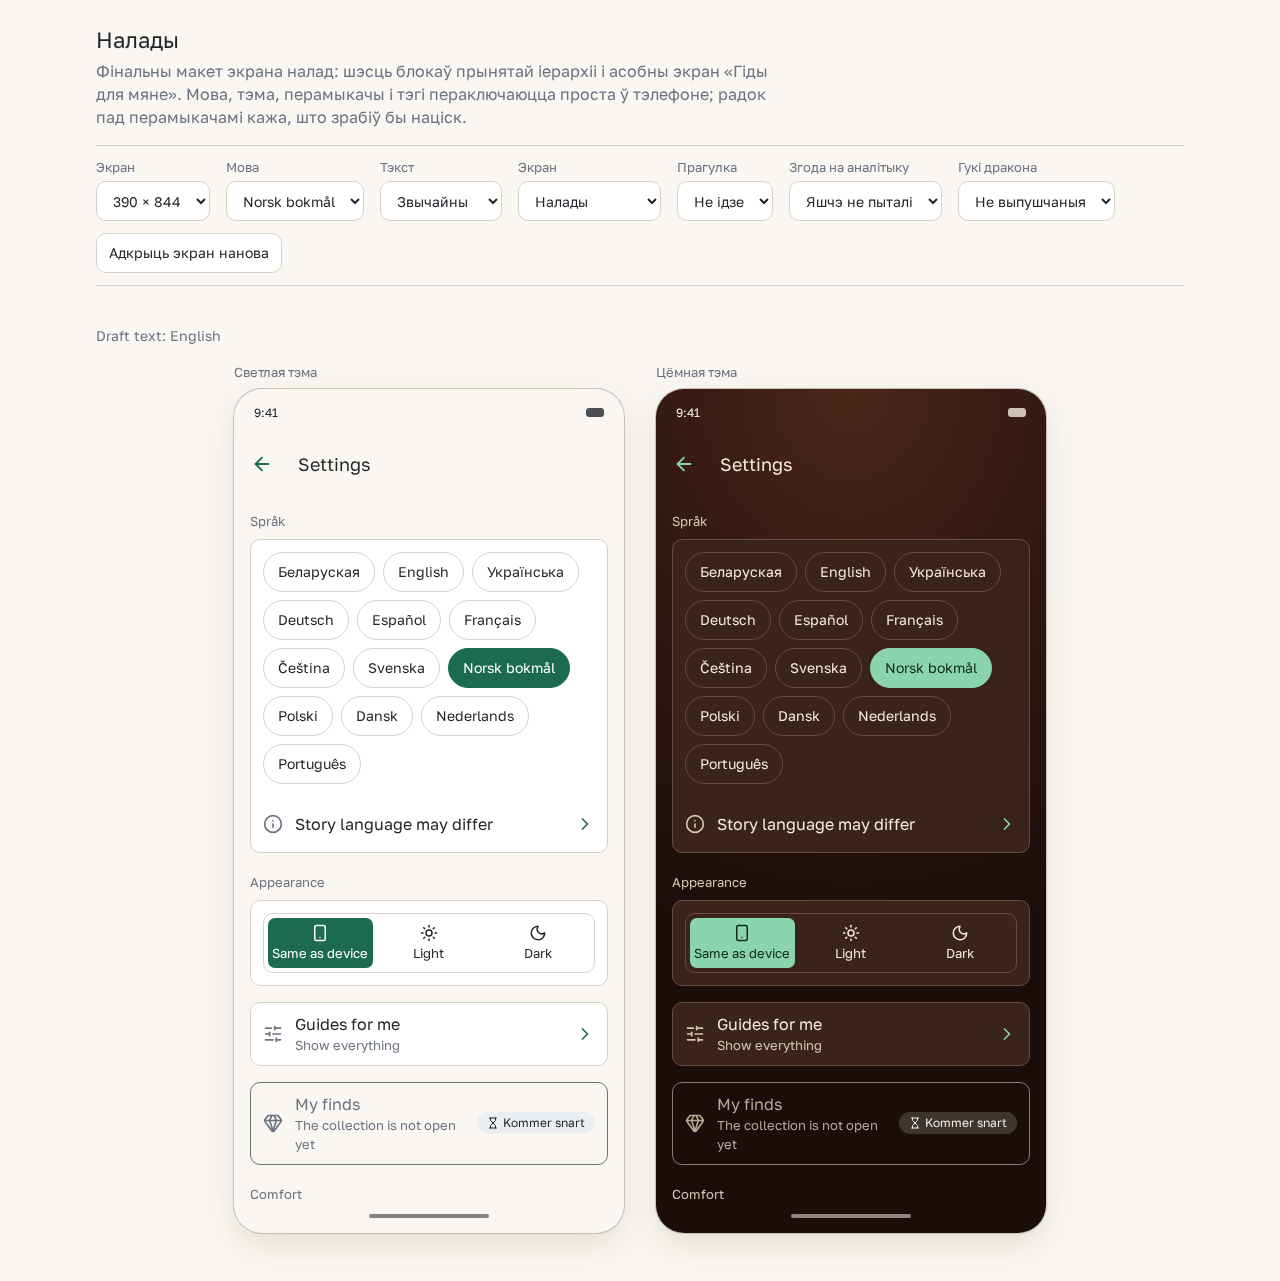 Налады
Фінальны макет экрана налад: шэсць блокаў прынятай іерархіі і асобны экран «Гіды
для мяне». Мова, тэма, перамыкачы і тэгі пераключаюцца проста ў тэлефоне; радок
пад перамыкачамі кажа, што зрабіў бы націск.
Экран Мова Тэкст Экран Прагулка Згода на аналітыку Гукі дракона
390 × 844 Norsk bokmål Звычайны Налады Не ідзе Яшчэ не пыталі Не выпушчаныя
Адкрыць экран нанова
Draft text: English
Светлая тэма
9:41
Settings
Språk
Беларуская English Українська
Deutsch Español Français
Čeština Svenska Norsk bokmål
Polski Dansk Nederlands
Português
Story language may differ
Appearance
Same as device Light Dark
Guides for me
Show everything
My finds
The collection is not open
yet
Kommer snart
Comfort
Цёмная тэма
9:41
Settings
Språk
Беларуская English Українська
Deutsch Español Français
Čeština Svenska Norsk bokmål
Polski Dansk Nederlands
Português
Story language may differ
Appearance
Same as device Light Dark
Guides for me
Show everything
My finds
The collection is not open
yet
Kommer snart
Comfort